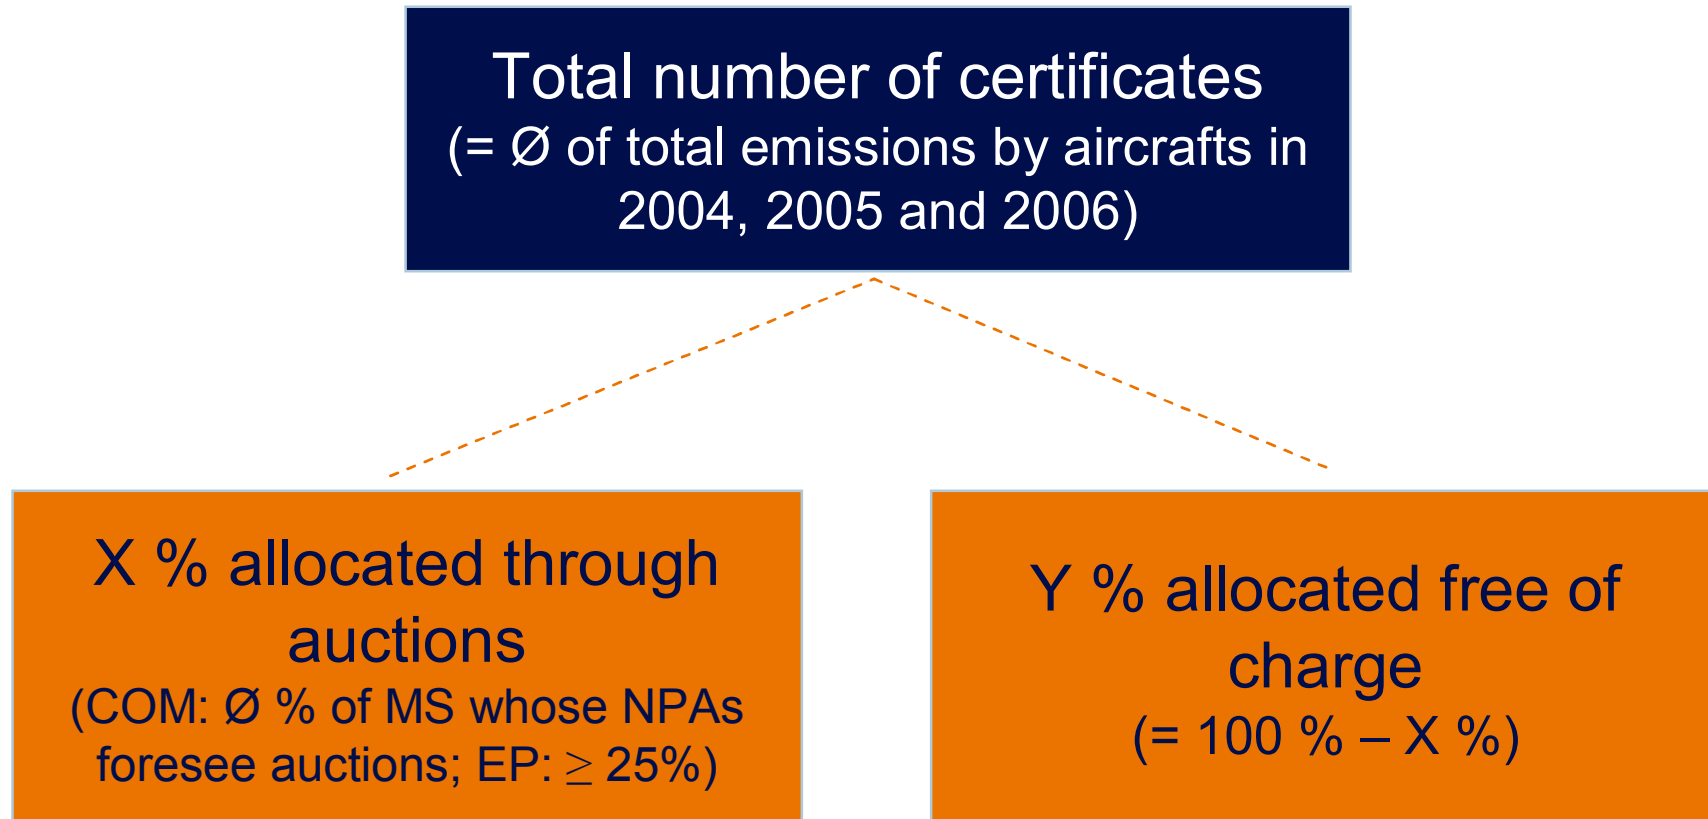 Total number of certificates
(= Ø of total emissions by aircrafts in
2004, 2005 and 2006)
X % allocated through
auctions
(COM: Ø % of MS whose NPAs
foresee auctions; EP: ≥ 25%)
Y % allocated free of
charge
(= 100 % – X %)